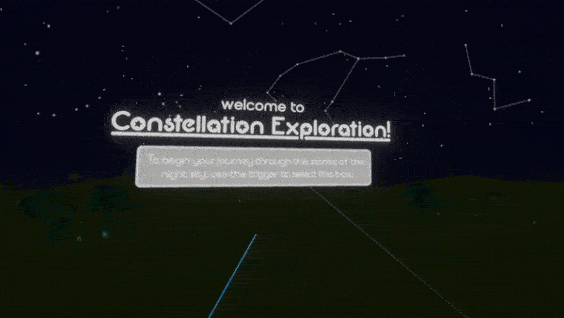 welcome to
Constellation Exploration!
To begin your journey through the stories of the
night sky, use the trigger to select this box.